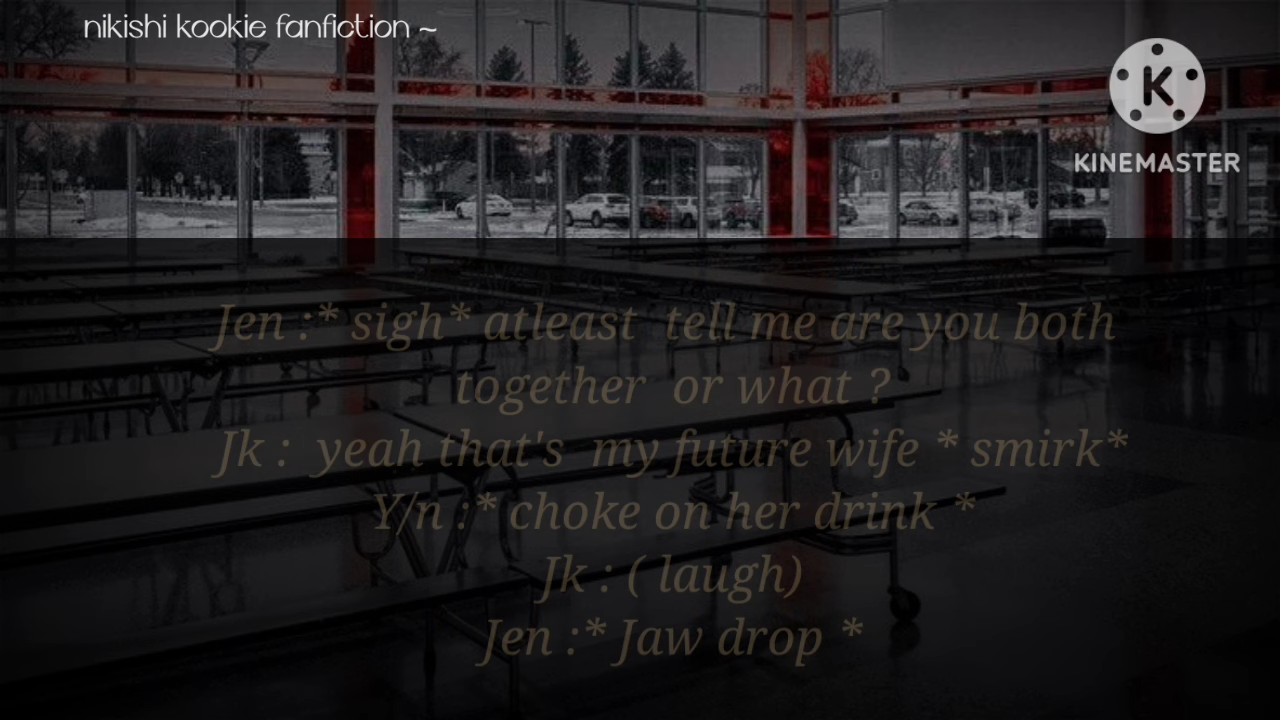 nikishi kookie fanfiction ~
K
KINEMASTER
Jen :* sigh* atleast  tell me are you both
together  or what ?
Jk :  yeah that's  my future wife * smirk*
Y/n :* choke on her drink  *
Jk : ( laugh)
Jen :* Jaw drop  *